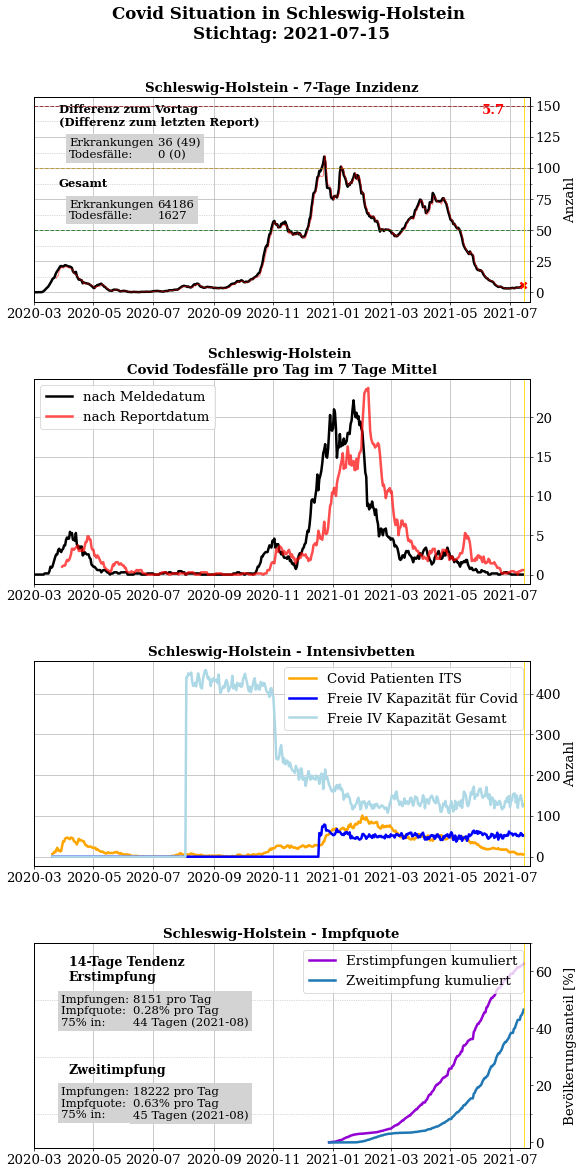 Covid Situation in Schleswig-Holstein
Stichtag: 2021-07-15
Schleswig-Holstein - 7-Tage Inzidenz
Differenz zum Vortag
(Differenz zum letzten Report)
Erkrankungen 36 (49)
Todesfälle: 0 (0)
Gesamt
Erkrankungen 64186
Todesfälle: 1627
5.7
150
125
100
75
50
25
0
Anzahl
2020-03 2020-05 2020-07 2020-09 2020-11 2021-01 2021-03 2021-05 2021-07
Schleswig-Holstein
Covid Todesfälle pro Tag im 7 Tage Mittel
nach Meldedatum
nach Reportdatum
20
15
10
5
0
2020-03 2020-05 2020-07 2020-09 2020-11 2021-01 2021-03 2021-05 2021-07
Schleswig-Holstein - Intensivbetten
Covid Patienten ITS
Freie IV Kapazität für Covid
Freie IV Kapazität Gesamt
400
300
200
100
0
Anzahl
2020-03 2020-05 2020-07 2020-09 2020-11 2021-01 2021-03 2021-05 2021-07
Schleswig-Holstein - Impfquote
14-Tage Tendenz
Erstimpfung
Impfungen: 8151 pro Tag
Impfquote: 0.28% pro Tag
75% in: 44 Tagen (2021-08)
Zweitimpfung
Impfungen: 18222 pro Tag
Impfquote: 0.63% pro Tag
75% in: 45 Tagen (2021-08)
Erstimpfungen kumuliert
Zweitimpfung kumuliert
60
40
20
0
Bevölkerungsanteil [%]
2020-03 2020-05 2020-07 2020-09 2020-11 2021-01 2021-03 2021-05 2021-07